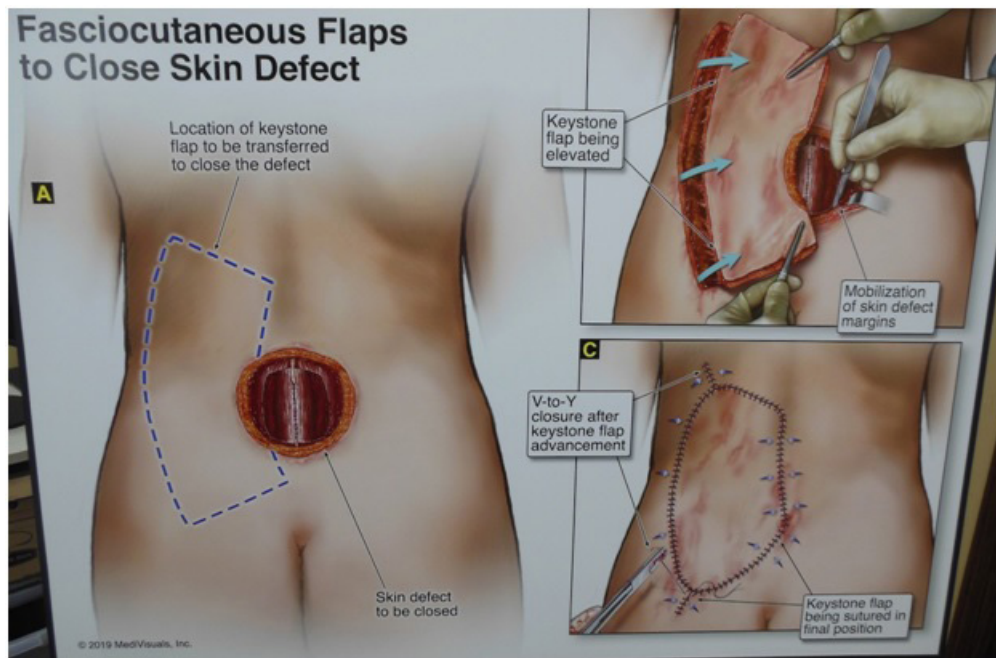 Fasciocutaneous Flaps
to Close Skin Defect
Location of keystone
flap to be transferred
to close the defect
A
Skin defect
to be closed
© 2019 MediVisuals, Inc.
Keystone
flap being
elevated
Mobilization
of skin defect
margins
C
V-to-Y
closure after
keystone flap
advancement
Keystone flap
being sutured in
final position